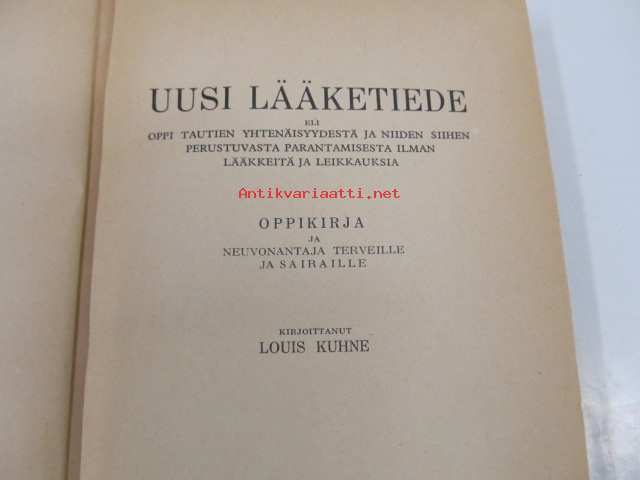 UUSI LÄÄKETIEDE
ELI
OPPI TAUTIEN YHTENÄISYYDESTÄ JA NIIDEN SIIHEN
PERUSTUVASTA PARANTAMISESTA ILMAN
LÄÄKKEITÄ JA LEIKKAUKSIA
Antikvariaatti.net
OPPIKIRJA
JA
NEUVONANTAJA TERVEILLE
JA SAIRAILLE
KIRJOITTANUT
LOUIS KUHNE